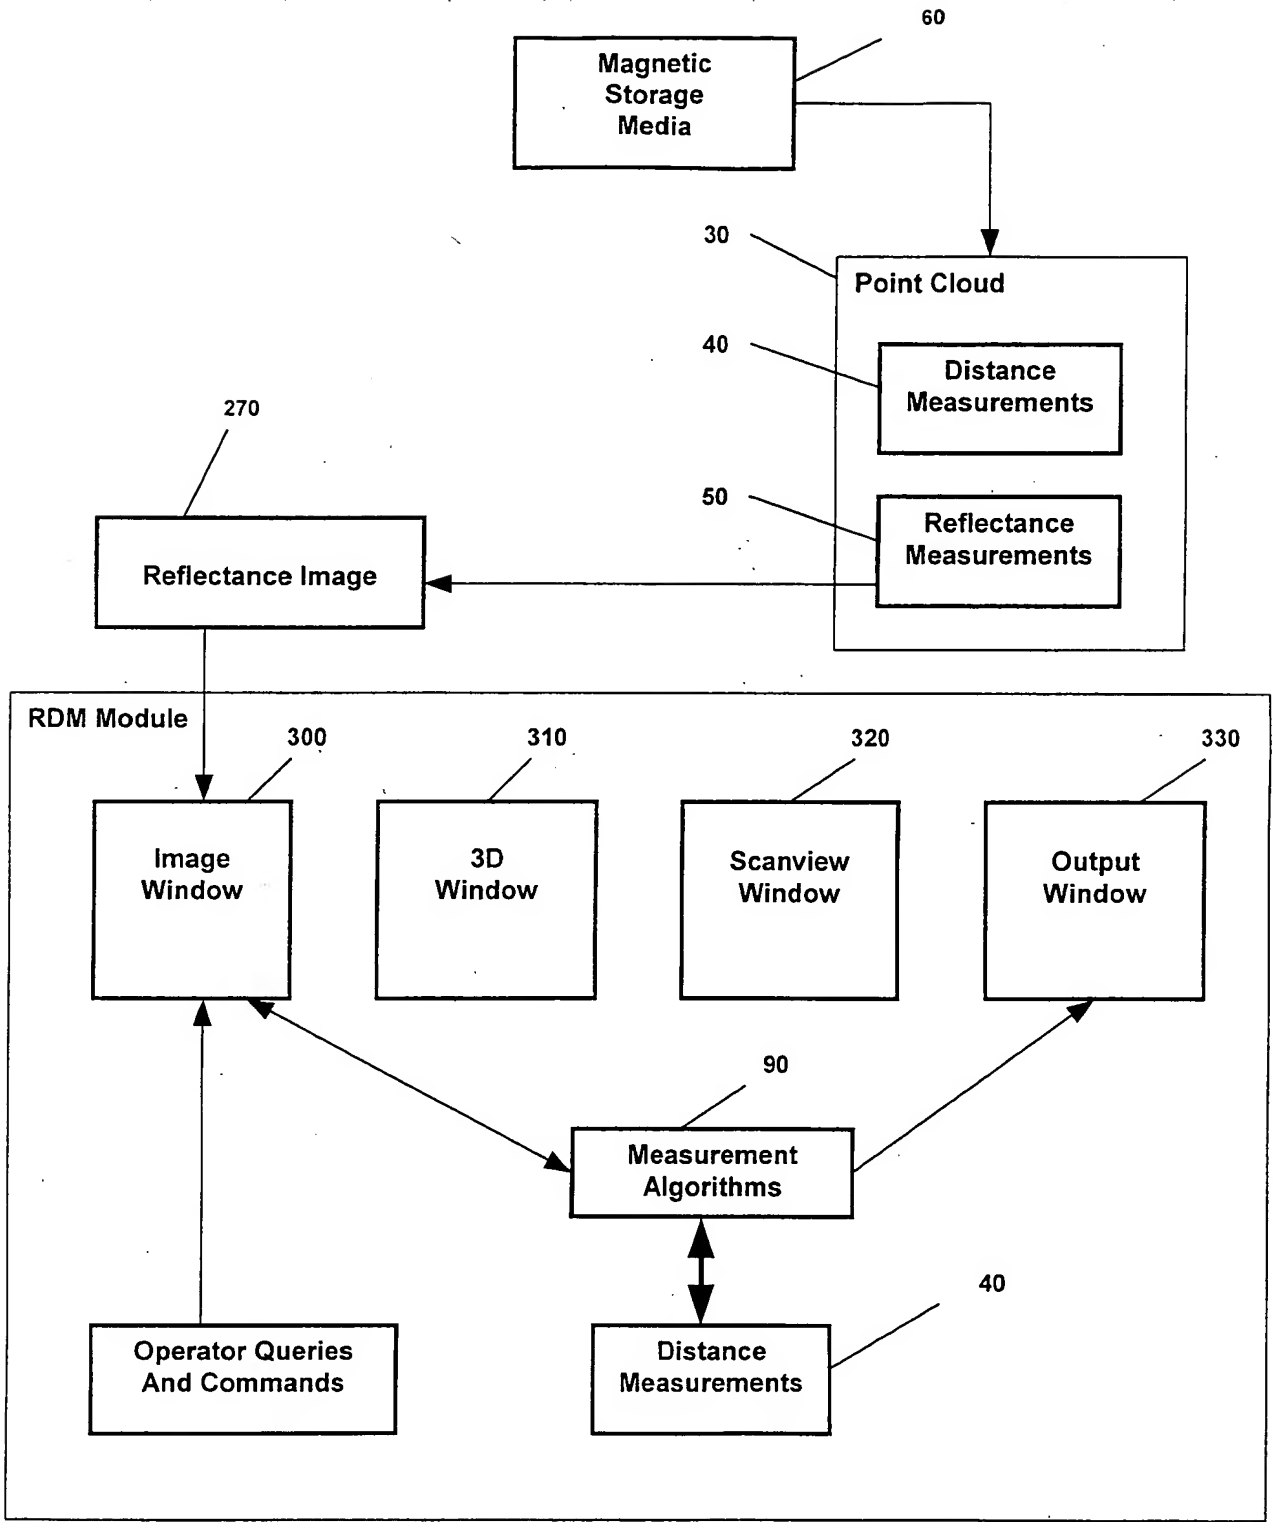 60
Magnetic
Storage
Media
30
Point Cloud
40
Distance
Measurements
270
50
Reflectance
Measurements
Reflectance Image
RDM Module
300
310
320
330
Image
Window
3D
Window
Scanview
Window
Output
Window
90
Measurement
Algorithms
40
Operator Queries
And Commands
Distance
Measurements